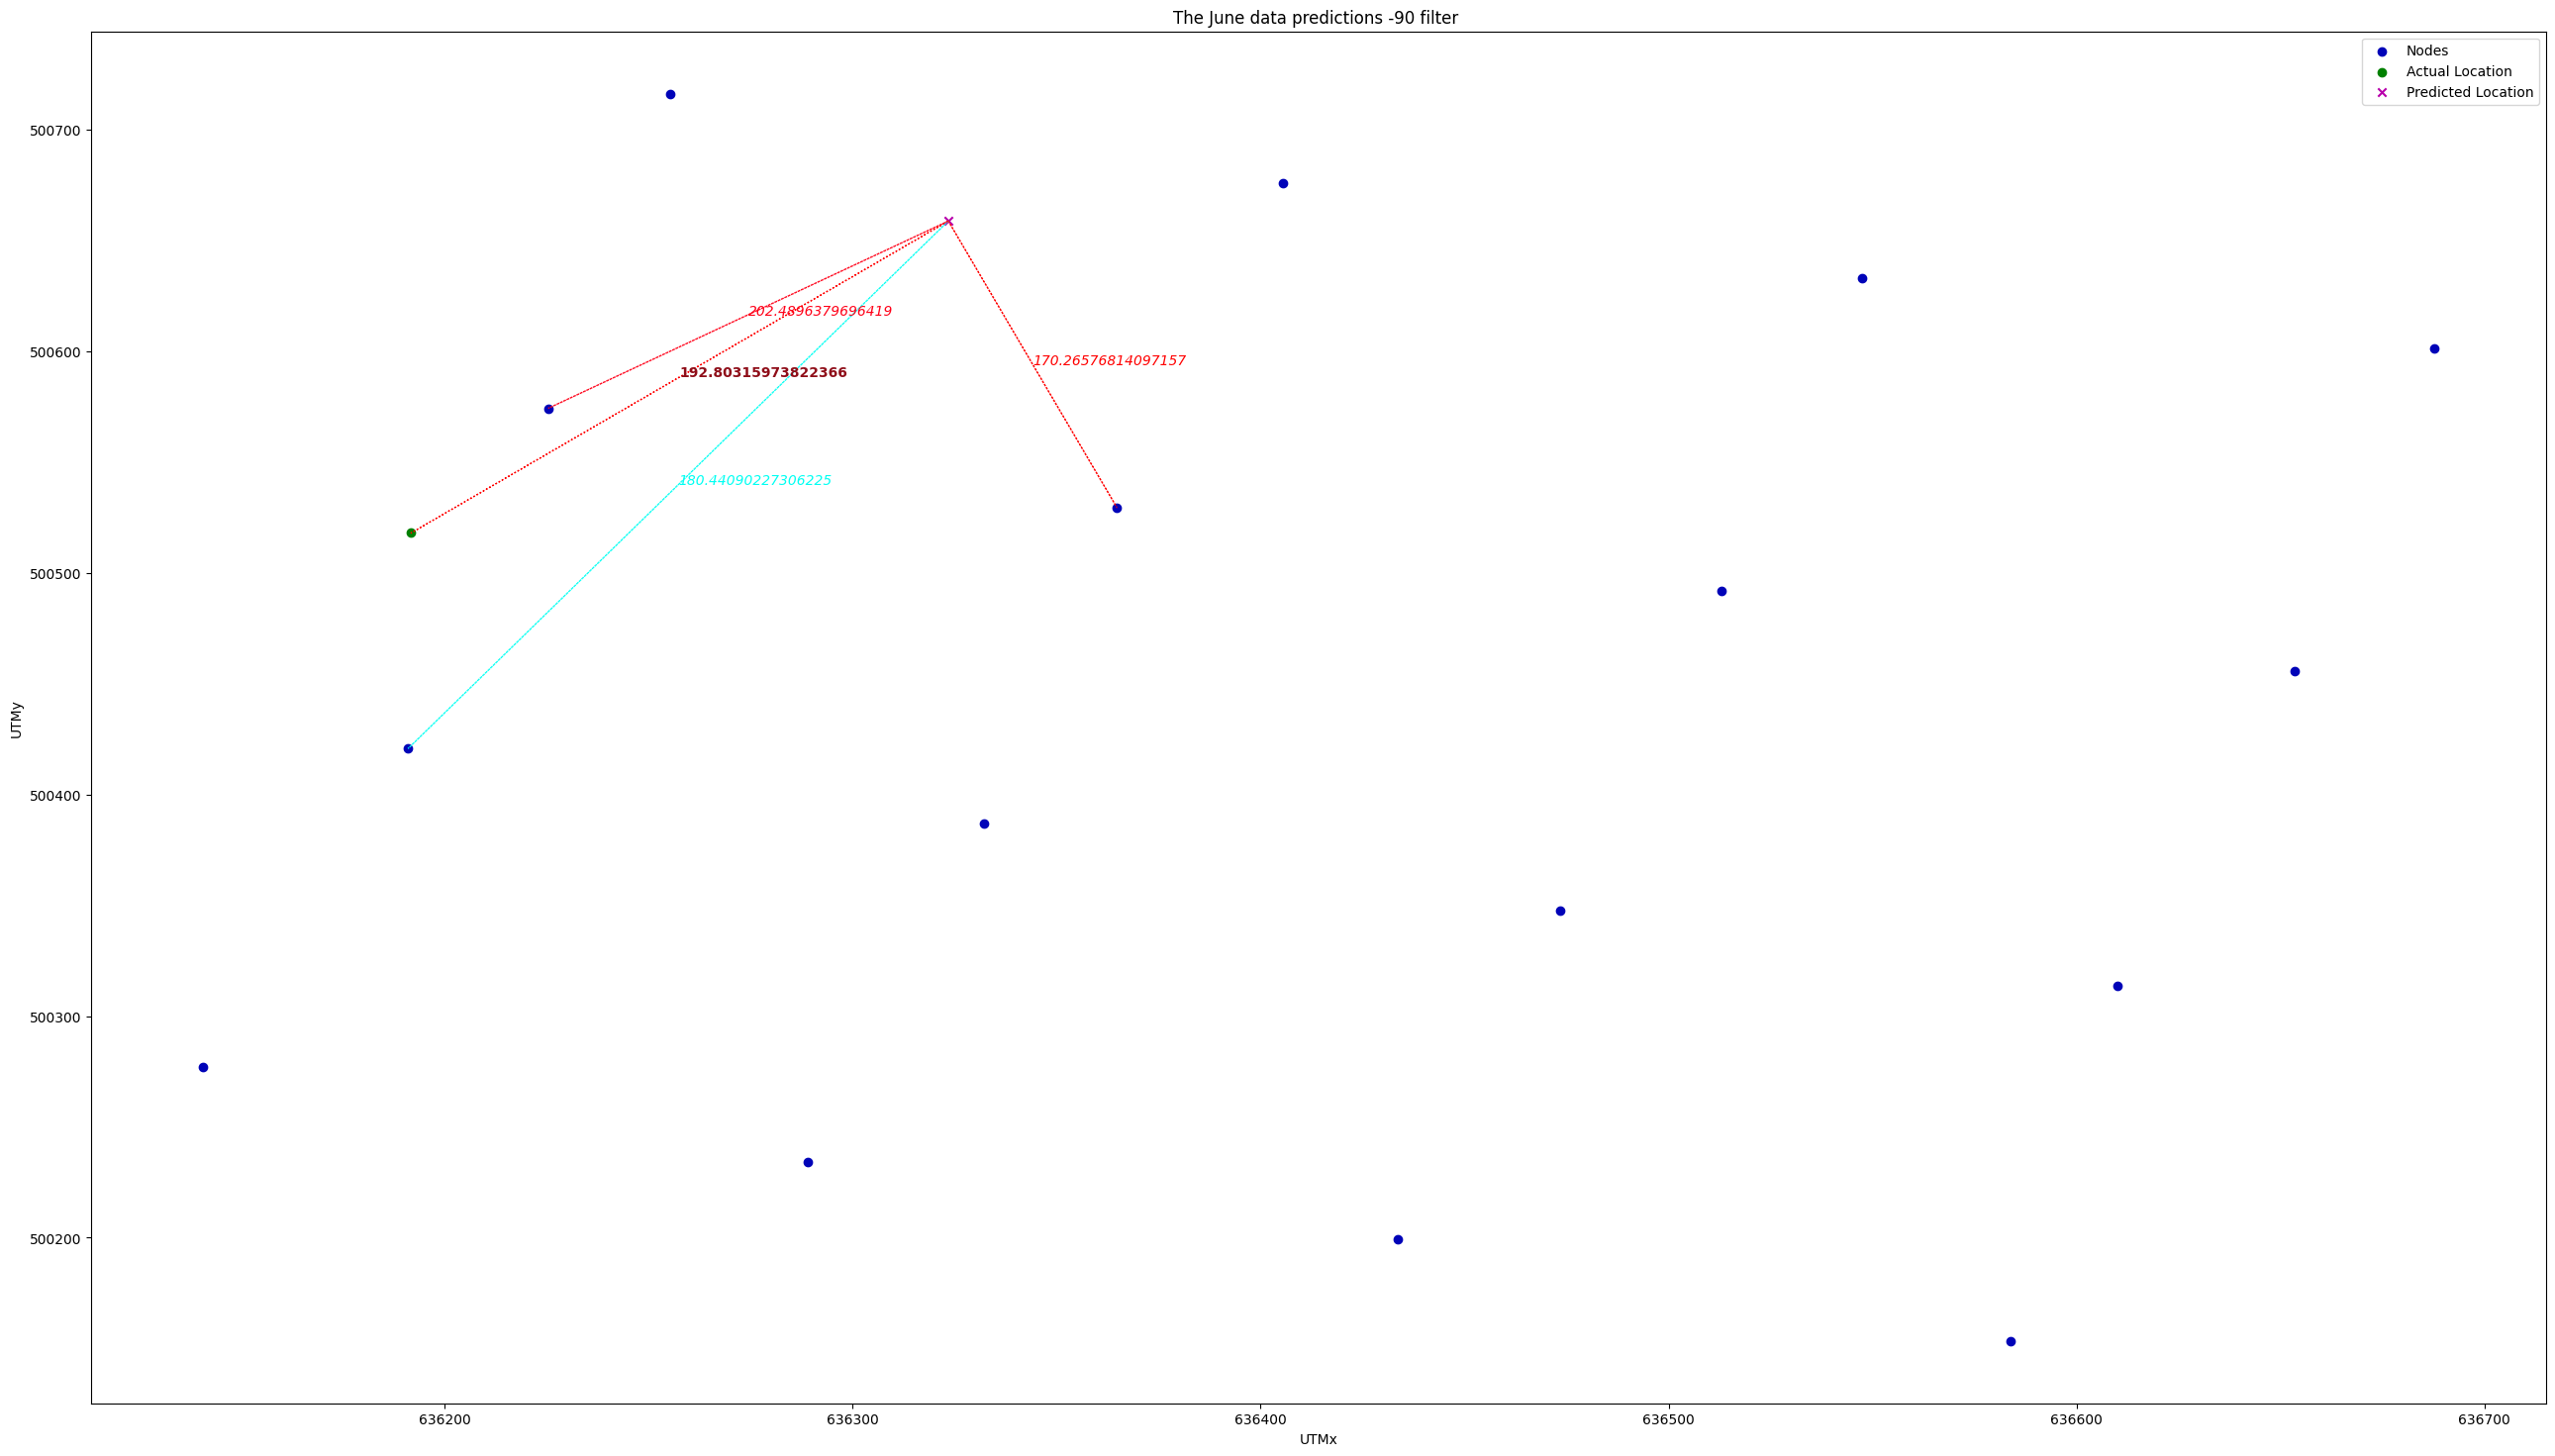 The June data predictions -90 filter
Nodes
Actual Location
Predicted Location
500700
500600
500500
500400
500300
500200
UTMy
202.4896379696419
170.26576814097157
192.80315973822366
180.44090227306225
636200
636300
636400
636500
636600
636700
UTMx